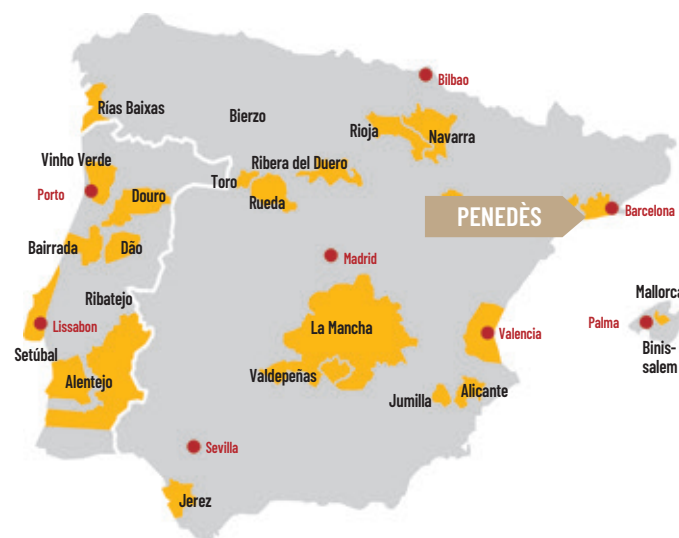 Bilbao
Rías Baixas
Bierzo
Rioja
Navarra
Vinho Verde
Ribera del Duero
Toro
Porto
Douro
Rueda
PENEDÈS
Barcelona
Bairrada
Dão
Madrid
Ribatejo
Mallorca
Lissabon
La Mancha
Valencia
Palma
Setúbal
Binis-
salem
Alentejo
Valdepeñas
Jumilla
Alicante
Sevilla
Jerez